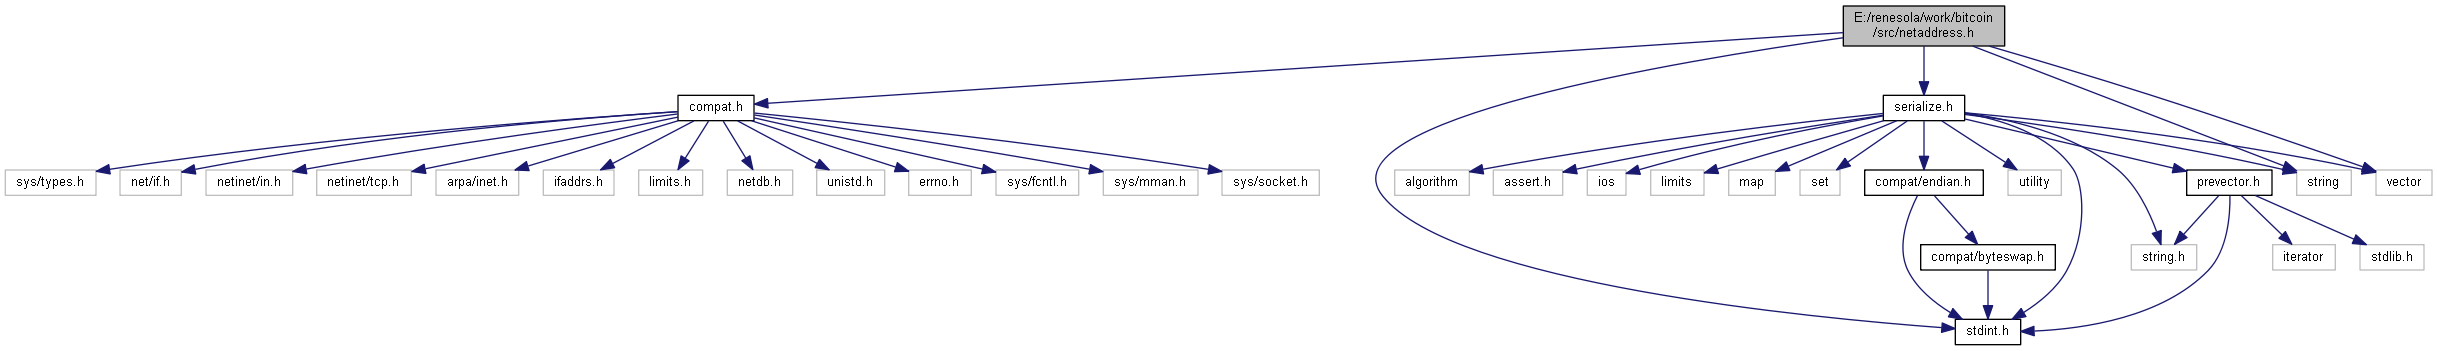 E:/renesola/work/bitcoin
/src/netaddress.h
compat.h
serialize.h
sys/types.h
net/if.h
netinet/in.h
netinet/tcp.h
arpa/inet.h
ifaddrs.h
limits.h
netdb.h
unistd.h
errno.h
sys/fcntl.h
sys/mman.h
sys/socket.h
algorithm
assert.h
ios
limits
map
set
compat/endian.h
utility
prevector.h
string
vector
compat/byteswap.h
string.h
iterator
stdlib.h
stdint.h